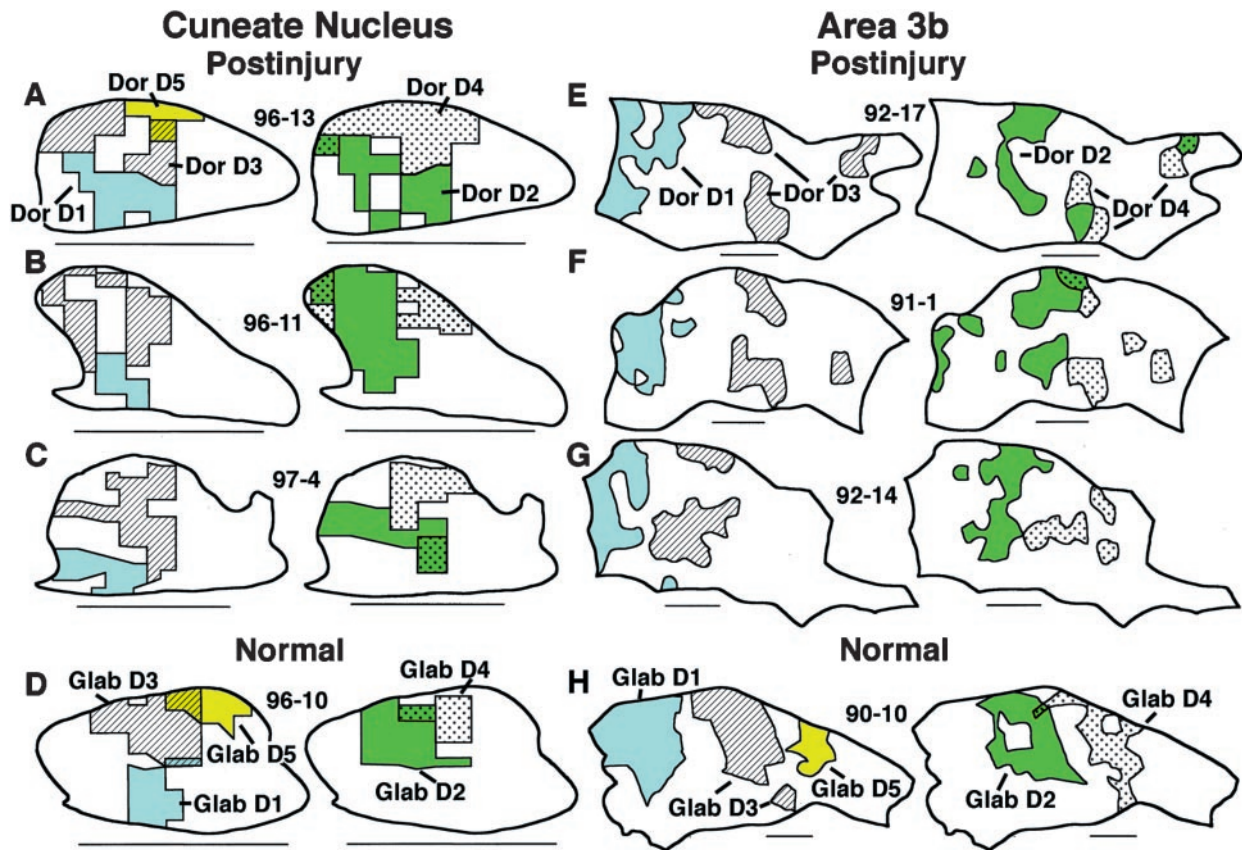 Cuneate Nucleus
Postinjury
Area 3b
Postinjury
A
Dor D5
96-13
Dor D4
Dor D3
Dor D1
Dor D2
E
92-17
Dor D2
Dor D1
Dor D3
Dor D4
B
96-11
F
91-1
C
97-4
G
92-14
Normal
Normal
D
Glab D3
96-10
Glab D4
Glab D5
Glab D2
Glab D1
H
Glab D1
90-10
Glab D4
Glab D3
Glab D5
Glab D2